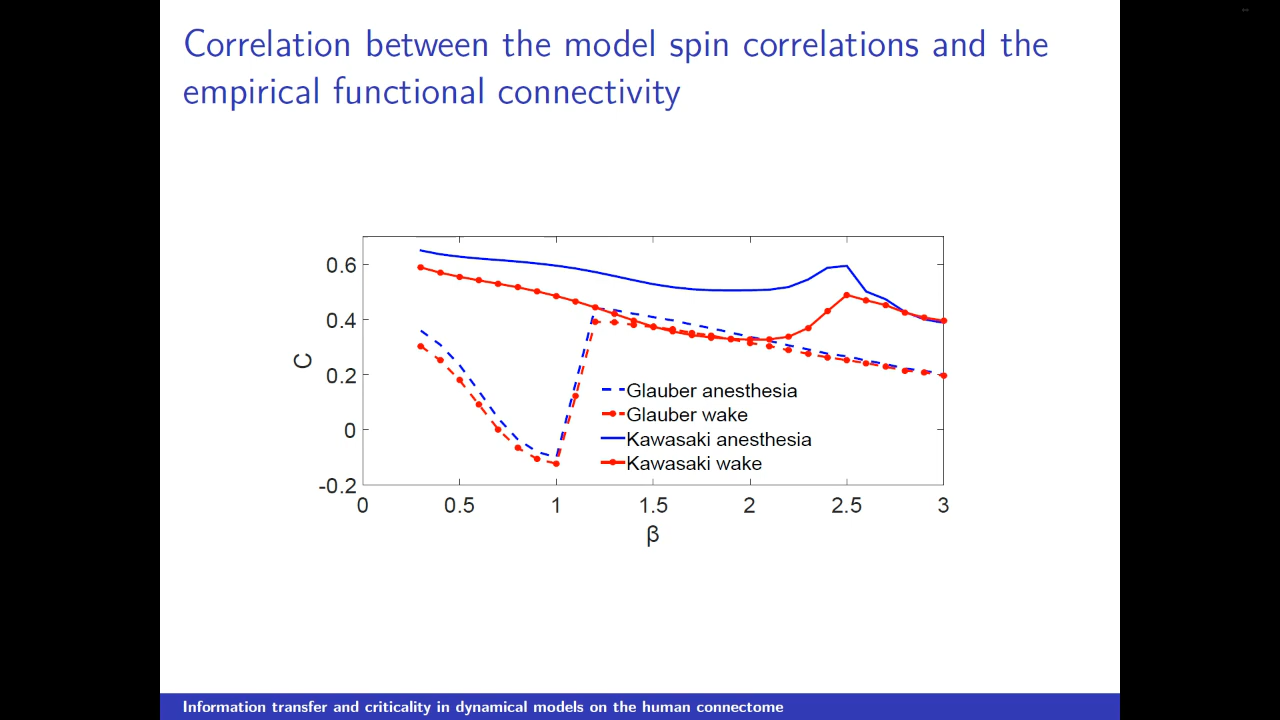 Correlation between the model spin correlations and the
empirical functional connectivity
0.6
0.4
0.2
0
-0.2
C
0 0.5 1 1.5 2 2.5 3
β
Glauber anesthesia
Glauber wake
Kawasaki anesthesia
Kawasaki wake
Information transfer and criticality in dynamical models on the human connectome